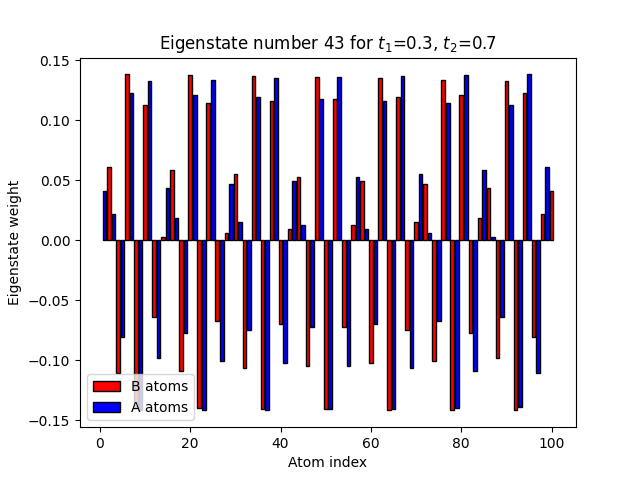 Eigenstate number 43 for t₁=0.3, t₂=0.7
0.15
0.10
0.05
0.00
−0.05
−0.10
−0.15
Eigenstate weight
B atoms
A atoms
0 20 40 60 80 100
Atom index